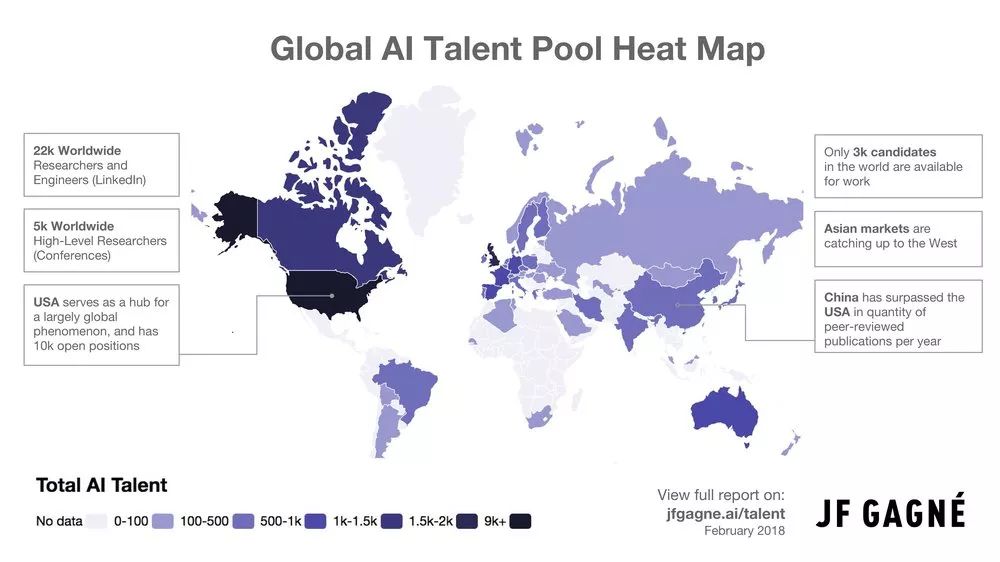 Global AI Talent Pool Heat Map
22k Worldwide
Researchers and
Engineers (LinkedIn)
5k Worldwide
High-Level Researchers
(Conferences)
USA serves as a hub for
a largely global
phenomenon, and has
10k open positions
Only 3k candidates
in the world are available
for work
Asian markets are
catching up to the West
China has surpassed the
USA in quantity of
peer-reviewed
publications per year
Total AI Talent
No data 0-100 100-500 500-1k 1k-1.5k 1.5k-2k 9k+
View full report on:
jfgagne.ai/talent
February 2018
JF GAGNÉ